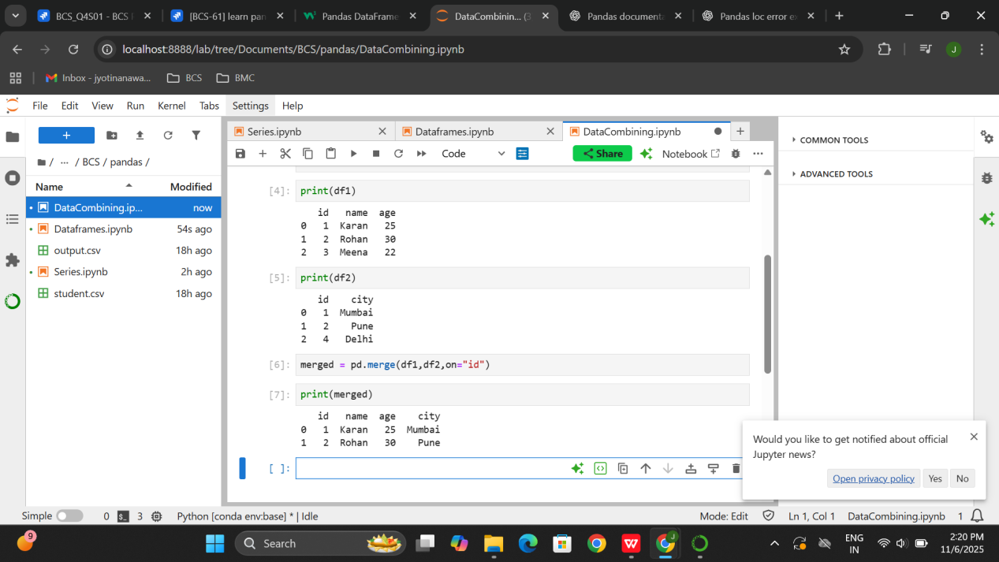 BCS_Q4S01 - BCS
[BCS-61] learn pan
Pandas DataFrame
DataCombinin... (3
Pandas documenta
Pandas loc error e
localhost:8888/lab/tree/Documents/BCS/pandas/DataCombining.ipynb
J
Inbox - jyotinanawa...
BCS
BMC
File Edit View Run Kernel Tabs Settings Help
Series.ipynb
Dataframes.ipynb
DataCombining.ipynb
/ ... / BCS / pandas /
Code
Share
Notebook
COMMON TOOLS
ADVANCED TOOLS
Name Modified
DataCombining.ip... now
Dataframes.ipynb 54s ago
output.csv 18h ago
Series.ipynb 2h ago
student.csv 18h ago
[4]: print(df1)
id name age
0 1 Karan 25
1 2 Rohan 30
2 3 Meena 22
[5]: print(df2)
id city
0 1 Mumbai
1 2 Pune
2 4 Delhi
[6]: merged = pd.merge(df1,df2,on="id")
[7]: print(merged)
id name age city
0 1 Karan 25 Mumbai
1 2 Rohan 30 Pune
[ ]:
Would you like to get notified about official
Jupyter news?
Open privacy policy Yes No
Simple 0 3 Python [conda env:base] * | Idle Mode: Edit Ln 1, Col 1 DataCombining.ipynb 1
9
Search
J
ENG
IN
2:20 PM
11/6/2025